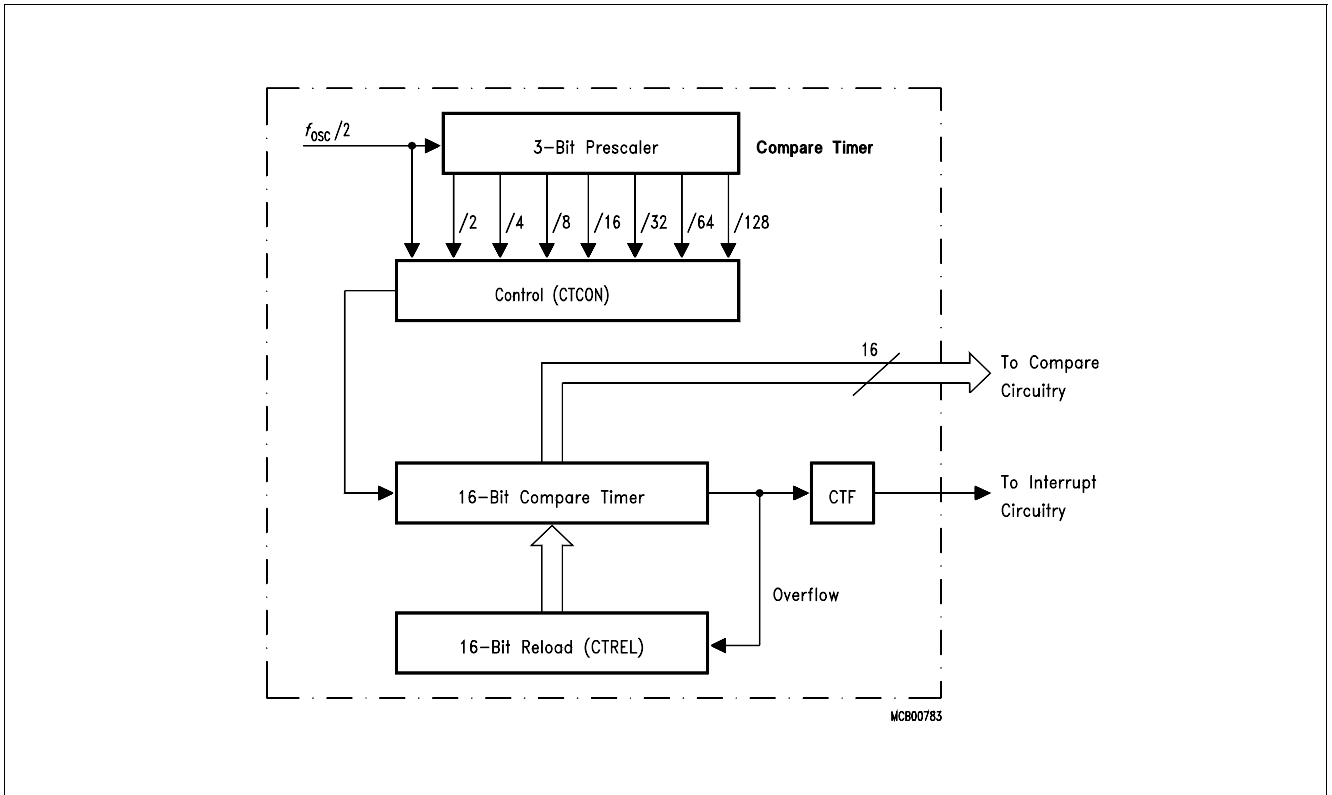 fOSC/2
3-Bit Prescaler
Compare Timer
/2
/4
/8
/16
/32
/64
/128
Control (CTCON)
16
To Compare
Circuitry
16-Bit Compare Timer
CTF
To Interrupt
Circuitry
Overflow
16-Bit Reload (CTREL)
MCB00783